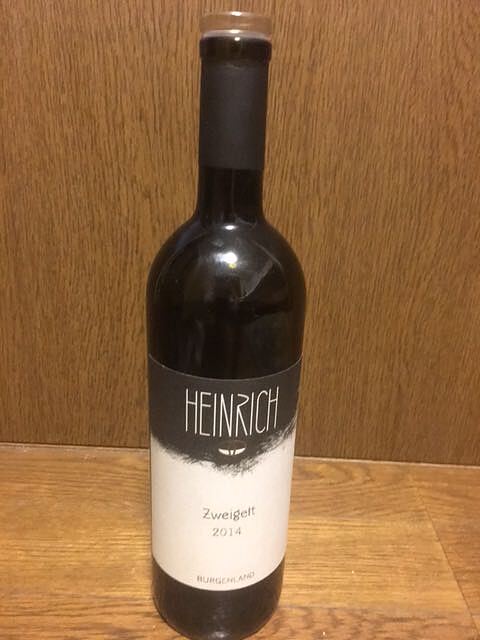 HEINRICH
Zweigelt
2014
BURGENLAND